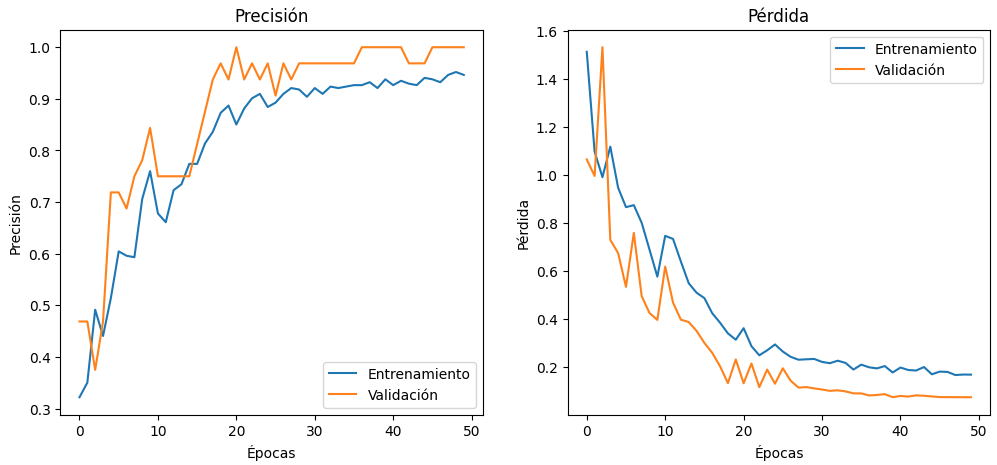 Precisión
Precisión
1.0
0.9
0.8
0.7
0.6
0.5
0.4
0.3
0 10 20 30 40 50
Épocas
Entrenamiento
Validación
Pérdida
Pérdida
1.6
1.4
1.2
1.0
0.8
0.6
0.4
0.2
0 10 20 30 40 50
Épocas
Entrenamiento
Validación